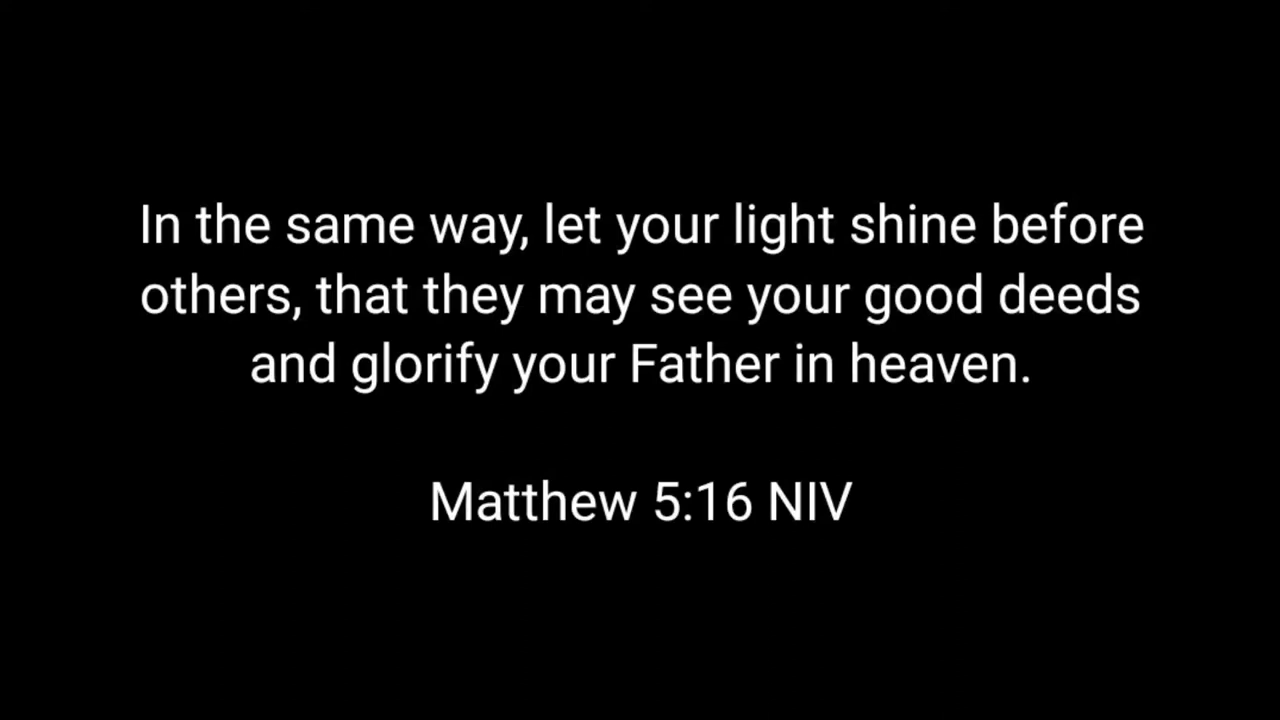 In the same way, let your light shine before
others, that they may see your good deeds
and glorify your Father in heaven.
Matthew 5:16 NIV